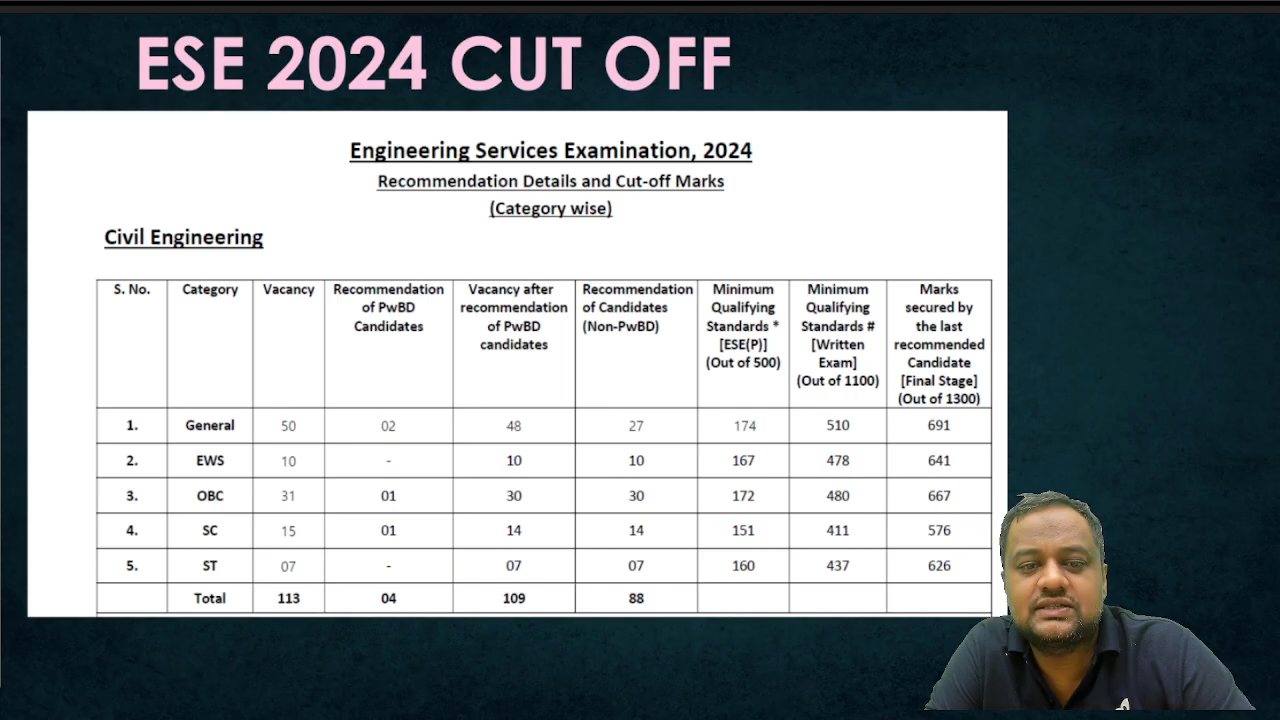 ESE 2024 CUT OFF
Engineering Services Examination, 2024
Recommendation Details and Cut-off Marks
(Category wise)
Civil Engineering
S. No. Category Vacancy Recommendation of PwBD Candidates Vacancy after recommendation of PwBD candidates Recommendation of Candidates (Non-PwBD) Minimum Qualifying Standards * [ESE(P)] (Out of 500) Minimum Qualifying Standards # [Written Exam] (Out of 1100) Marks secured by the last recommended Candidate [Final Stage] (Out of 1300)
1. General 50 02 48 27 174 510 691
2. EWS 10 - 10 10 167 478 641
3. OBC 31 01 30 30 172 480 667
4. SC 15 01 14 14 151 411 576
5. ST 07 - 07 07 160 437 626
Total 113 04 109 88